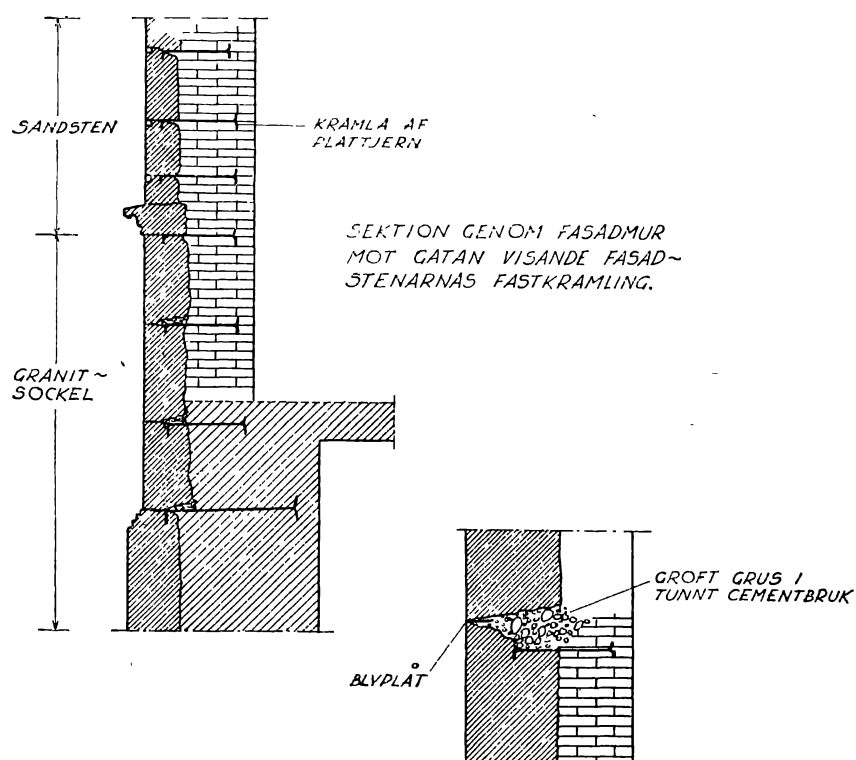 SANDSTEN
KRAMLA AF
PLATTJERN
SEKTION GENOM FASADMUR
MOT GATAN VISANDE FASAD~
STENARNAS FASTKRAMLING.
GRANIT~
SOCKEL
GROFT GRUS I
TUNNT CEMENTBRUK
BLYPLÅT